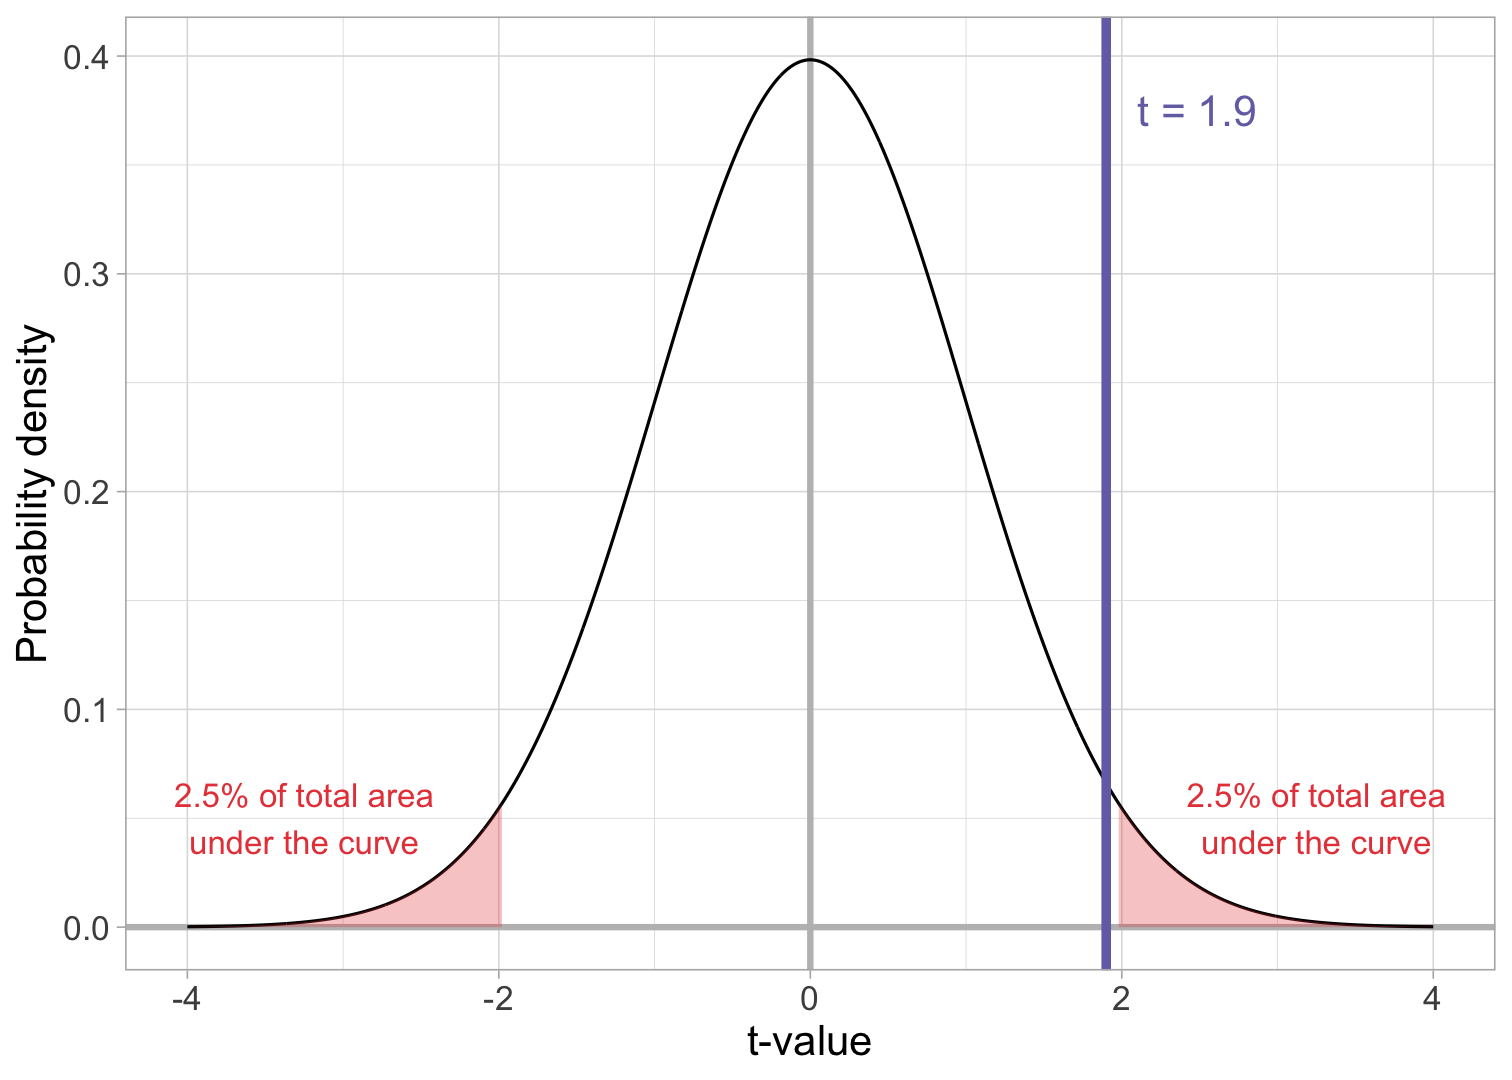 0.4
0.3
0.2
0.1
0.0
Probability density
t = 1.9
2.5% of total area
under the curve
2.5% of total area
under the curve
-4
-2
0
2
4
t-value